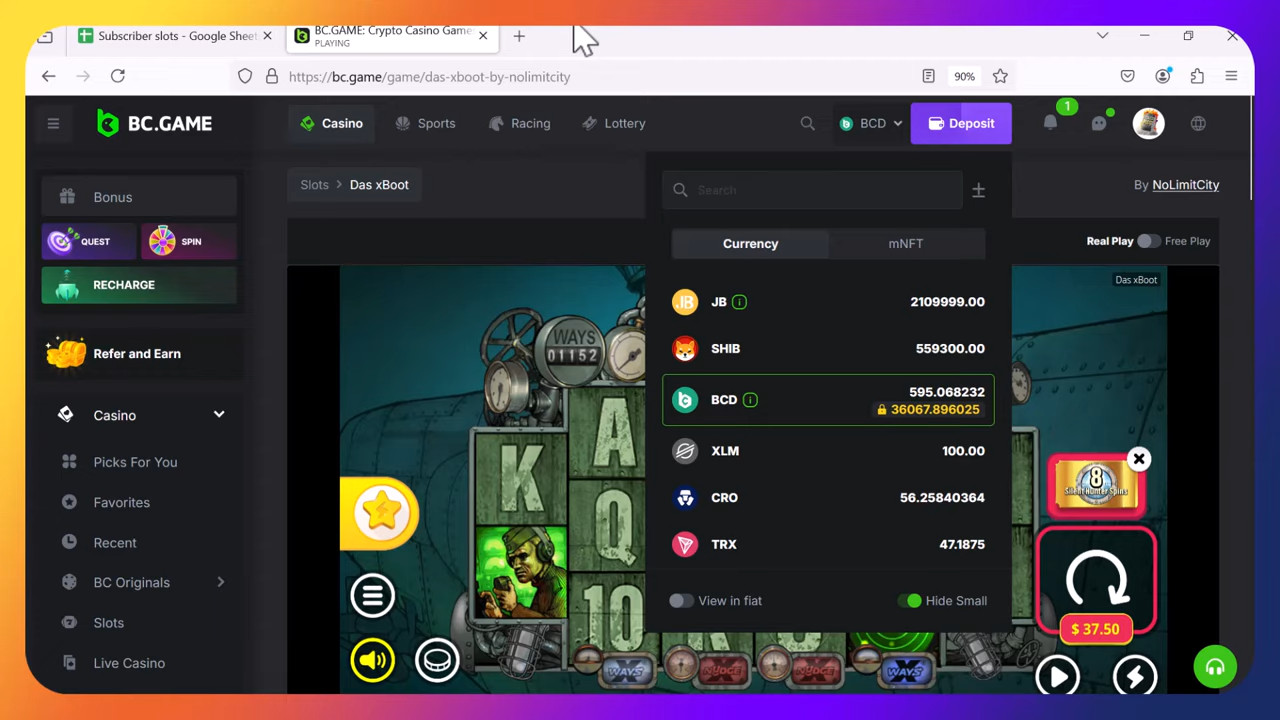 Subscriber slots - Google Sheet
BC.GAME: Crypto Casino Game
PLAYING
https://bc.game/game/das-xboot-by-nolimitcity
90%
BC.GAME
Casino
Sports
Racing
Lottery
BCD
Deposit
1
Bonus
QUEST
SPIN
RECHARGE
Refer and Earn
Casino
Picks For You
Favorites
Recent
BC Originals
Slots
Live Casino
Slots > Das xBoot
By NoLimitCity
Real Play
Free Play
Das xBoot
Search
Currency
mNFT
JB
2109999.00
SHIB
559300.00
BCD
595.068232
36067.896025
XLM
100.00
CRO
56.25840364
TRX
47.1875
View in fiat
Hide Small
WAYS
01152
A
K
Q
10
8
Silent Hunter Spins
$ 37.50
WAYS
NUDGE
NUDGE
WAYS